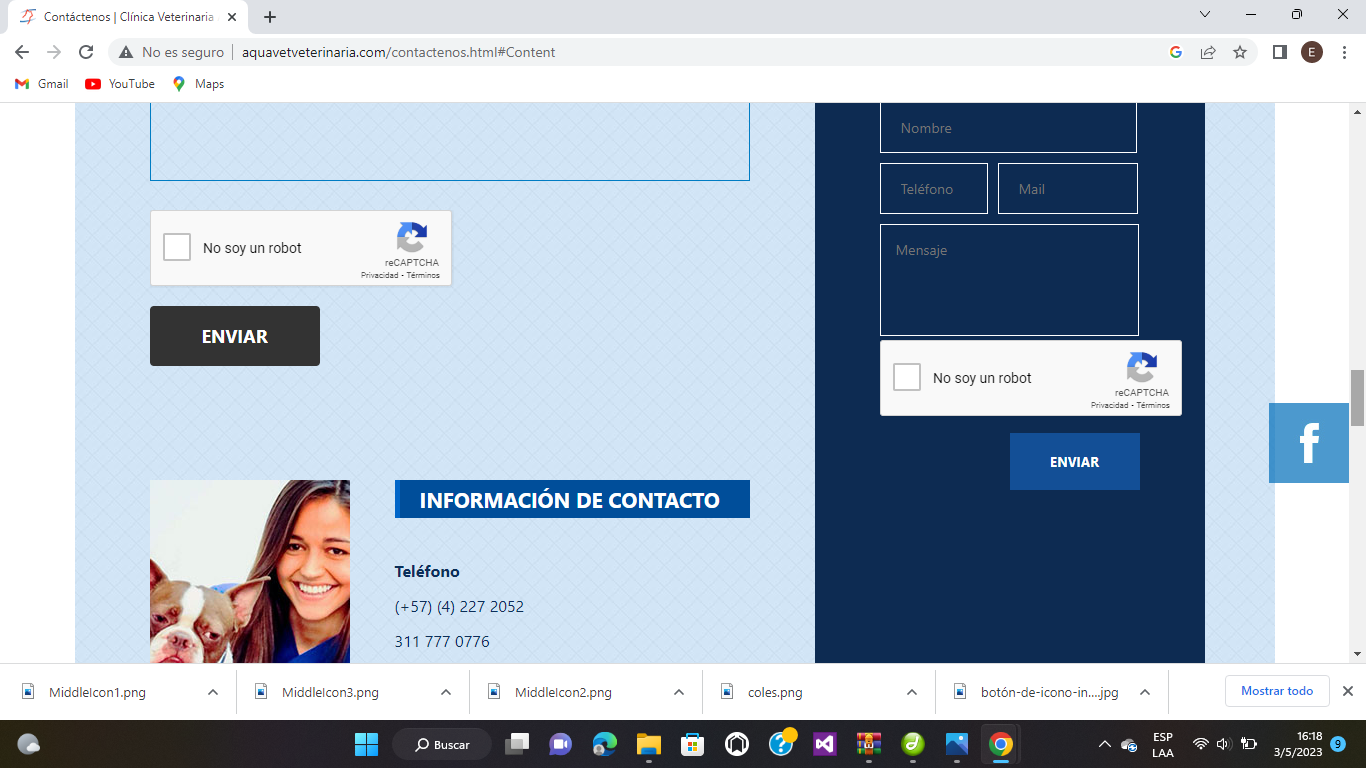 Contáctenos | Clínica Veterinaria
No es seguro
aquavetveterinaria.com/contactenos.html#Content
E
Gmail
YouTube
Maps
Nombre
Teléfono
Mail
Mensaje
No soy un robot
reCAPTCHA
Privacidad - Términos
ENVIAR
No soy un robot
reCAPTCHA
Privacidad - Términos
ENVIAR
f
INFORMACIÓN DE CONTACTO
Teléfono
(+57) (4) 227 2052
311 777 0776
MiddleIcon1.png
MiddleIcon3.png
MiddleIcon2.png
coles.png
botón-de-icono-in....jpg
Mostrar todo
Buscar
ESP
LAA
16:18
3/5/2023
9